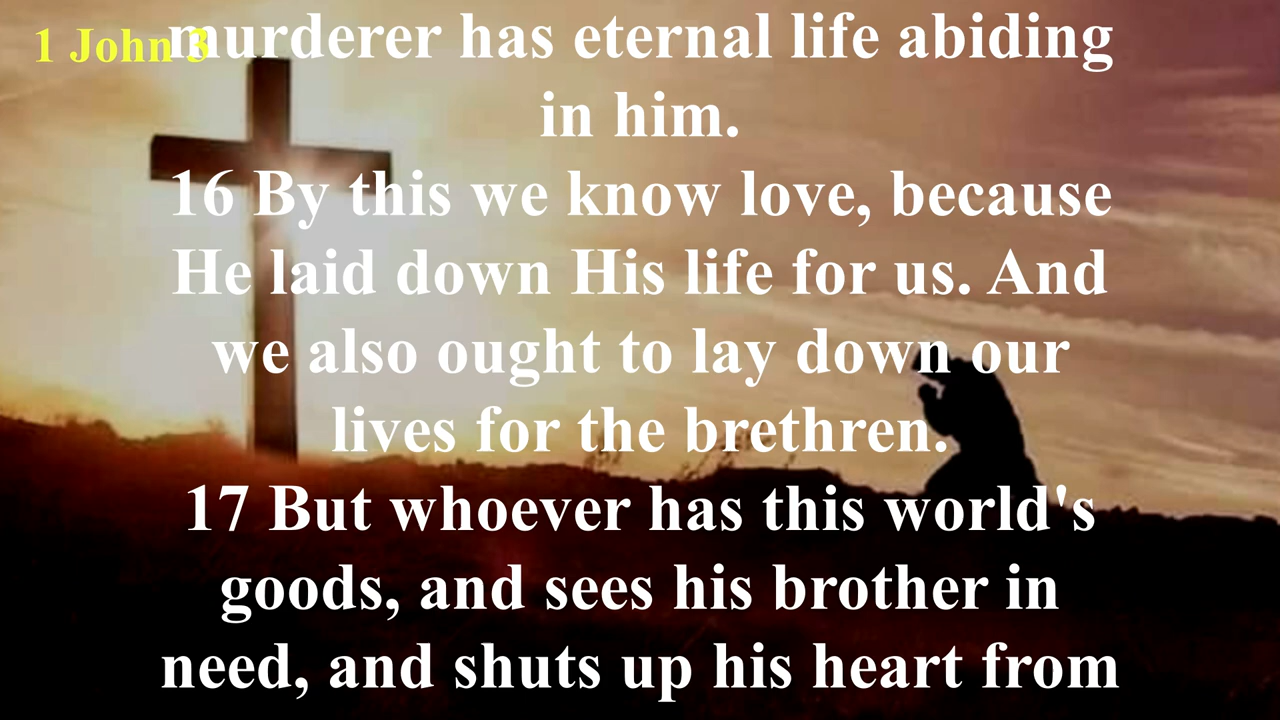 1 John 3
murderer has eternal life abiding
in him.
16 By this we know love, because
He laid down His life for us. And
we also ought to lay down our
lives for the brethren.
17 But whoever has this world's
goods, and sees his brother in
need, and shuts up his heart from